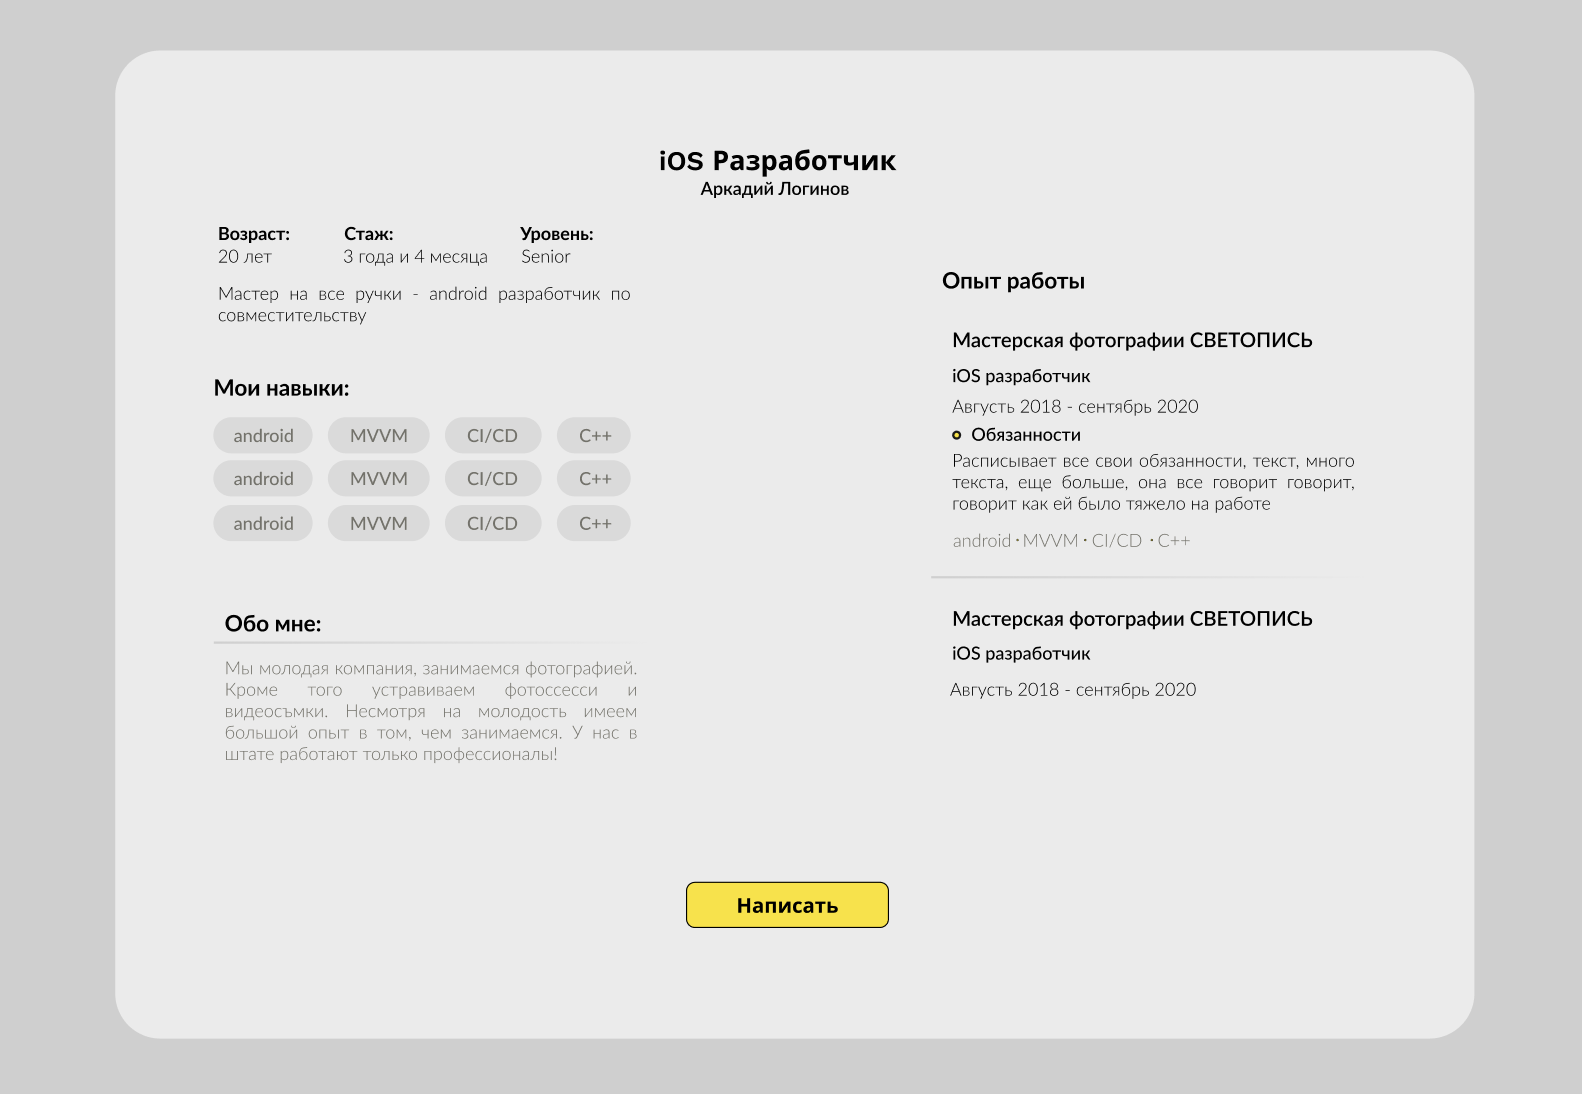 iOS Разработчик
Аркадий Логинов
Возраст: Стаж: Уровень:
20 лет 3 года и 4 месяца Senior
Мастер на все ручки - android разработчик по
совместительству
Мои навыки:
android MVVM CI/CD C++
android MVVM CI/CD C++
android MVVM CI/CD C++
Обо мне:
Мы молодая компания, занимаемся фотографией.
Кроме того устравиваем фотоссесси и
видеосъмки. Несмотря на молодость имеем
большой опыт в том, чем занимаемся. У нас в
штате работают только профессионалы!
Опыт работы
Мастерская фотографии СВЕТОПИСЬ
iOS разработчик
Августь 2018 - сентябрь 2020
Обязанности
Расписывает все свои обязанности, текст, много
текста, еще больше, она все говорит говорит,
говорит как ей было тяжело на работе
android · MVVM · CI/CD · C++
Мастерская фотографии СВЕТОПИСЬ
iOS разработчик
Августь 2018 - сентябрь 2020
Написать